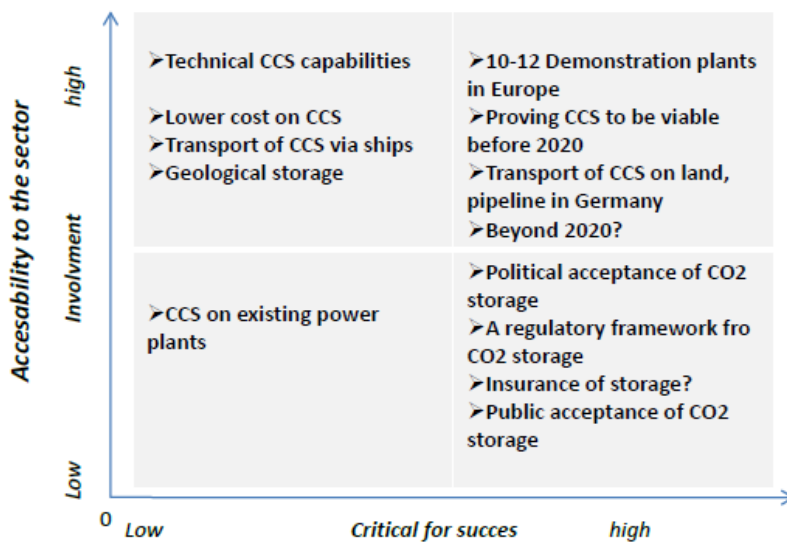 Accesability to the sector
Involvment
high
Low
➢Technical CCS capabilities
➢Lower cost on CCS
➢Transport of CCS via ships
➢Geological storage
➢10-12 Demonstration plants
in Europe
➢Proving CCS to be viable
before 2020
➢Transport of CCS on land,
pipeline in Germany
➢Beyond 2020?
➢CCS on existing power
plants
➢Political acceptance of CO2
storage
➢A regulatory framework fro
CO2 storage
➢Insurance of storage?
➢Public acceptance of CO2
storage
0
Low
Critical for succes
high